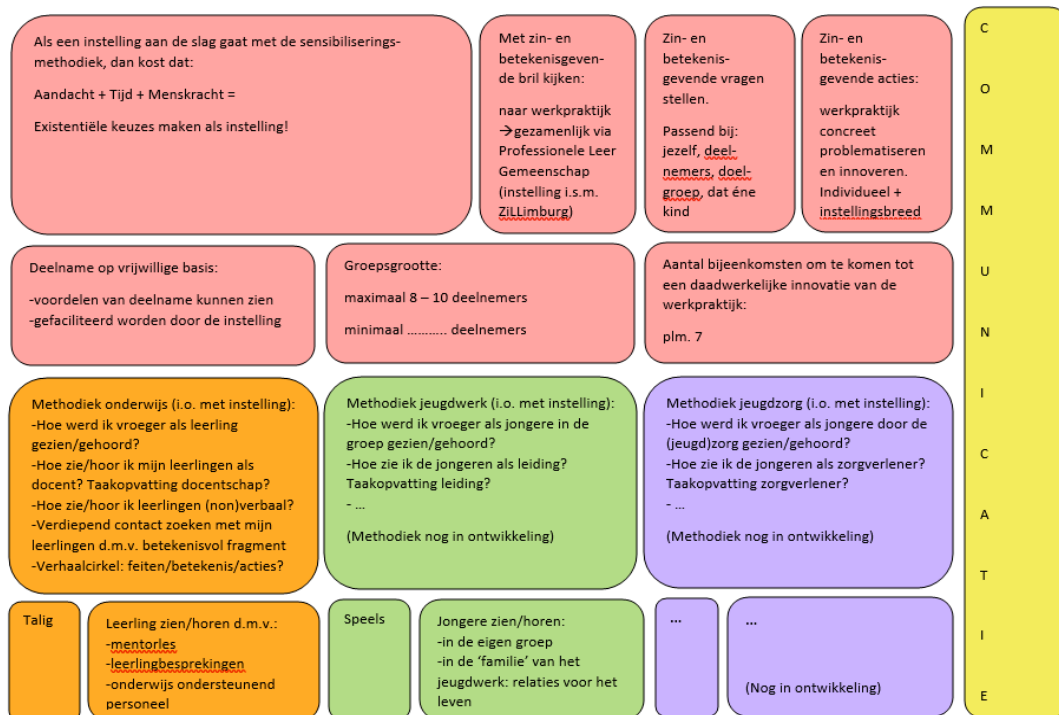 Als een instelling aan de slag gaat met de sensibiliserings-
methodiek, dan kost dat:
Aandacht + Tijd + Menskracht =
Existentiële keuzes maken als instelling!
Met zin- en
betekenisgeven-
de bril kijken:
naar werkpraktijk
→gezamenlijk via
Professionele Leer
Gemeenschap
(instelling i.s.m.
ZiLLimburg)
Zin- en
betekenis-
gevende vragen
stellen.
Passend bij:
jezelf, deel-
nemers, doel-
groep, dat éne
kind
Zin- en
betekenis-
gevende acties:
werkpraktijk
concreet
problematiseren
en innoveren.
Individueel +
instellingsbreed
Deelname op vrijwillige basis:
-voordelen van deelname kunnen zien
-gefaciliteerd worden door de instelling
Groepsgrootte:
maximaal 8 – 10 deelnemers
minimaal ........... deelnemers
Aantal bijeenkomsten om te komen tot
een daadwerkelijke innovatie van de
werkpraktijk:
plm. 7
Methodiek onderwijs (i.o. met instelling):
-Hoe werd ik vroeger als leerling
gezien/gehoord?
-Hoe zie/hoor ik mijn leerlingen als
docent? Taakopvatting docentschap?
-Hoe zie/hoor ik leerlingen (non)verbaal?
-Verdiepend contact zoeken met mijn
leerlingen d.m.v. betekenisvol fragment
-Verhaalcirkel: feiten/betekenis/acties?
Methodiek jeugdwerk (i.o. met instelling):
-Hoe werd ik vroeger als jongere in de
groep gezien/gehoord?
-Hoe zie ik de jongeren als leiding?
Taakopvatting leiding?
- ...
(Methodiek nog in ontwikkeling)
Methodiek jeugdzorg (i.o. met instelling):
-Hoe werd ik vroeger als jongere door de
(jeugd)zorg gezien/gehoord?
-Hoe zie ik de jongeren als zorgverlener?
Taakopvatting zorgverlener?
- ...
(Methodiek nog in ontwikkeling)
Talig
Leerling zien/horen d.m.v.:
-mentorles
-leerlingbesprekingen
-onderwijs ondersteunend
personeel
Speels
Jongere zien/horen:
-in de eigen groep
-in de ‘familie’ van het
jeugdwerk: relaties voor het
leven
...
...
(Nog in ontwikkeling)
C
O
M
M
U
N
I
C
A
T
I
E